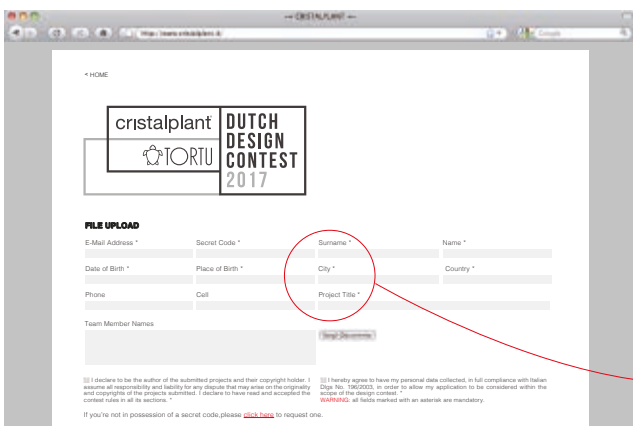 — CRISTALPLANT —
Google
< HOME
cristalplant
TORTU
DUTCH
DESIGN
CONTEST
2017
FILE UPLOAD
E-Mail Address * Secret Code * Surname * Name *
Date of Birth * Place of Birth * City * Country *
Phone Cell Project Title *
Team Member Names
I declare to be the author of the submitted projects and their copyright holder. I
assume all responsibility and liability for any dispute that may arise on the originality
and copyrights of the projects submitted. I declare to have read and accepted the
contest rules in all its sections. *
I hereby agree to have my personal data collected, in full compliance with Italian
Dlgs No. 196/2003, in order to allow my application to be considered within the
scope of the design contest. *
WARNING: all fields marked with an asterisk are mandatory.
If you're not in possession of a secret code,please click here to request one.